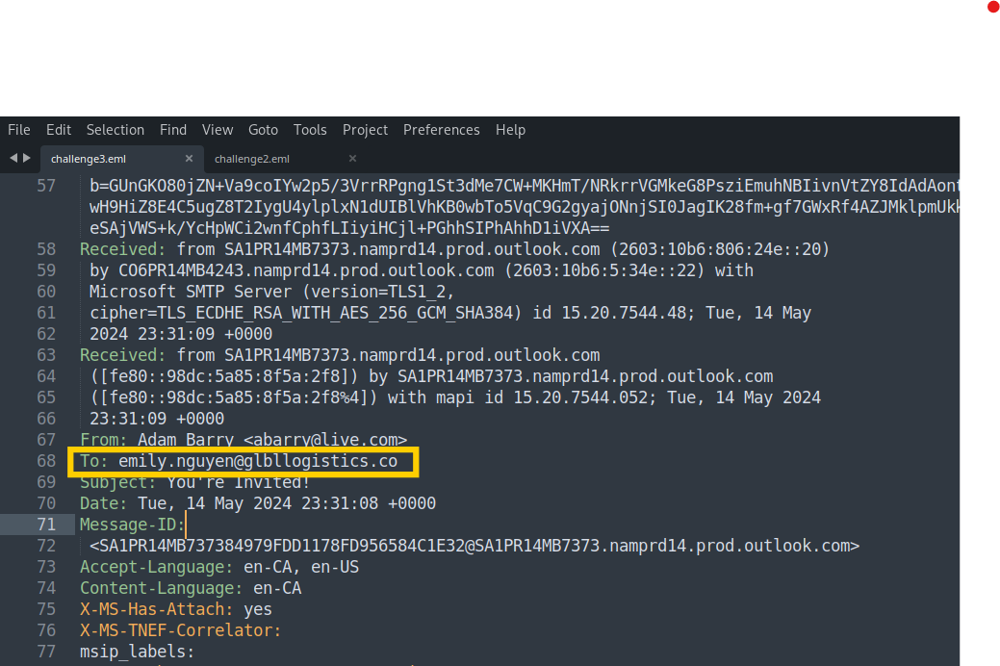 File Edit Selection Find View Goto Tools Project Preferences Help
challenge3.eml × challenge2.eml ×
57 b=GUnGKO80jZN+Va9coIYw2p5/3VrrRPgng1St3dMe7CW+MKHmT/NRkrrVGMkeG8PsziEmuhNBIivnVtZY8IdAdAont
wH9HiZ8E4C5ugZ8T2IygU4ylplxN1dUIBlVhKB0wbTo5VqC9G2gyajONnjSI0JagIK28fm+gf7GWxRf4AZJMklpmUkk
eSAjVWS+k/YcHpWCi2wnfCphfLIiyiHCjl+PGhhSIPhAhhD1iVXA==
58 Received: from SA1PR14MB7373.namprd14.prod.outlook.com (2603:10b6:806:24e::20)
59 by CO6PR14MB4243.namprd14.prod.outlook.com (2603:10b6:5:34e::22) with
60 Microsoft SMTP Server (version=TLS1_2,
61 cipher=TLS_ECDHE_RSA_WITH_AES_256_GCM_SHA384) id 15.20.7544.48; Tue, 14 May
62 2024 23:31:09 +0000
63 Received: from SA1PR14MB7373.namprd14.prod.outlook.com
64 ([fe80::98dc:5a85:8f5a:2f8]) by SA1PR14MB7373.namprd14.prod.outlook.com
65 ([fe80::98dc:5a85:8f5a:2f8%4]) with mapi id 15.20.7544.052; Tue, 14 May 2024
66 23:31:09 +0000
67 From: Adam Barry <abarry@live.com>
68 To: emily.nguyen@glbllogistics.co
69 Subject: You're Invited!
70 Date: Tue, 14 May 2024 23:31:08 +0000
71 Message-ID:
72 <SA1PR14MB737384979FDD1178FD956584C1E32@SA1PR14MB7373.namprd14.prod.outlook.com>
73 Accept-Language: en-CA, en-US
74 Content-Language: en-CA
75 X-MS-Has-Attach: yes
76 X-MS-TNEF-Correlator:
77 msip_labels: